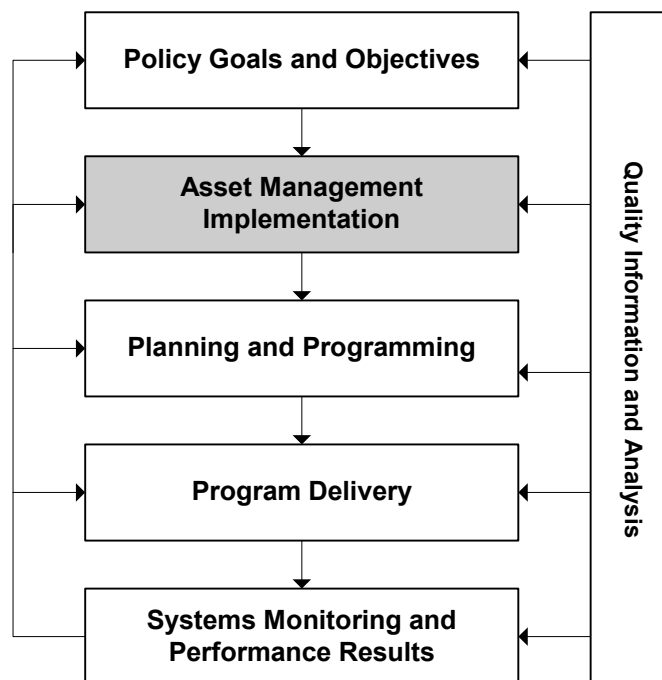 Policy Goals and Objectives
Asset Management
Implementation
Planning and Programming
Program Delivery
Systems Monitoring and
Performance Results
Quality Information and Analysis